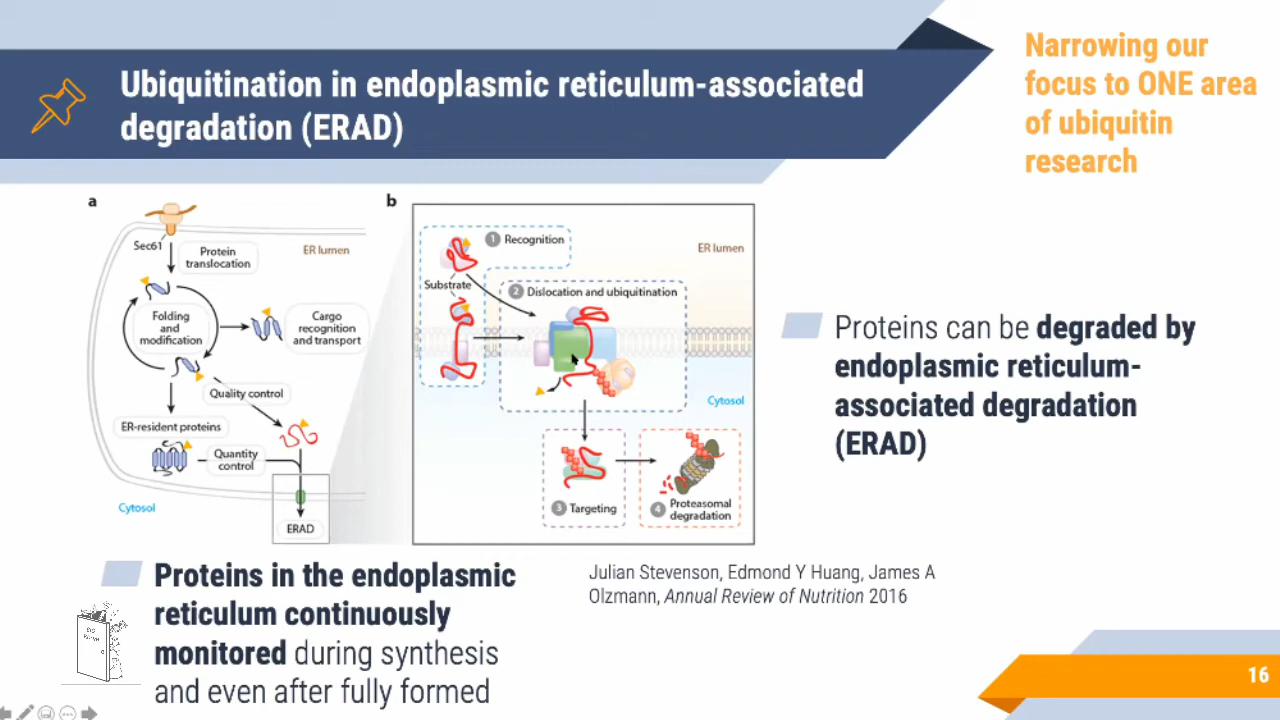 Ubiquitination in endoplasmic reticulum-associated
degradation (ERAD)
Narrowing our
focus to ONE area
of ubiquitin
research
a
Sec61
Protein
translocation
ER lumen
Folding
and
modification
Cargo
recognition
and transport
Quality control
ER-resident proteins
Quantity
control
Cytosol
ERAD
b
1 Recognition
ER lumen
Substrate
2 Dislocation and ubiquitination
Cytosol
3 Targeting
4 Proteasomal
degradation
Proteins can be degraded by
endoplasmic reticulum-
associated degradation
(ERAD)
Proteins in the endoplasmic
reticulum continuously
monitored during synthesis
and even after fully formed
Julian Stevenson, Edmond Y Huang, James A
Olzmann, Annual Review of Nutrition 2016
16